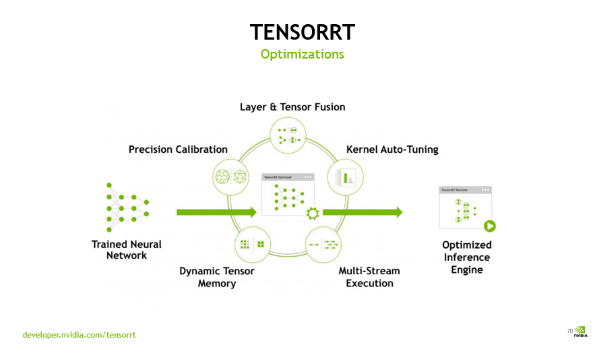 TENSORRT
Optimizations
Layer & Tensor Fusion
Precision Calibration
Kernel Auto-Tuning
TensorRT Optimizer
TensorRT Runtime
Trained Neural
Network
Optimized
Inference
Engine
Dynamic Tensor
Memory
Multi-Stream
Execution
developer.nvidia.com/tensorrt
70
NVIDIA